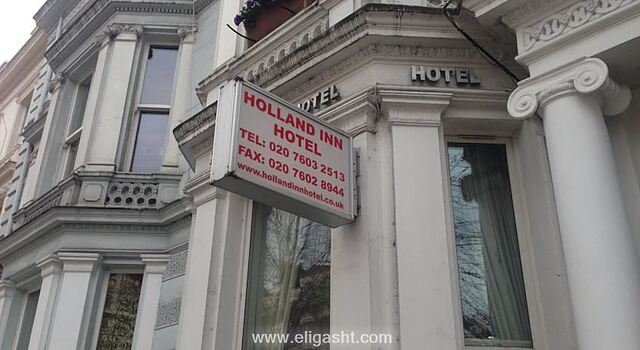 HOTEL
HOTEL
HOLLAND INN
HOTEL
TEL: 020 7603 2513
FAX: 020 7602 8944
www.hollandinnhotel.co.uk
www.eligasht.com